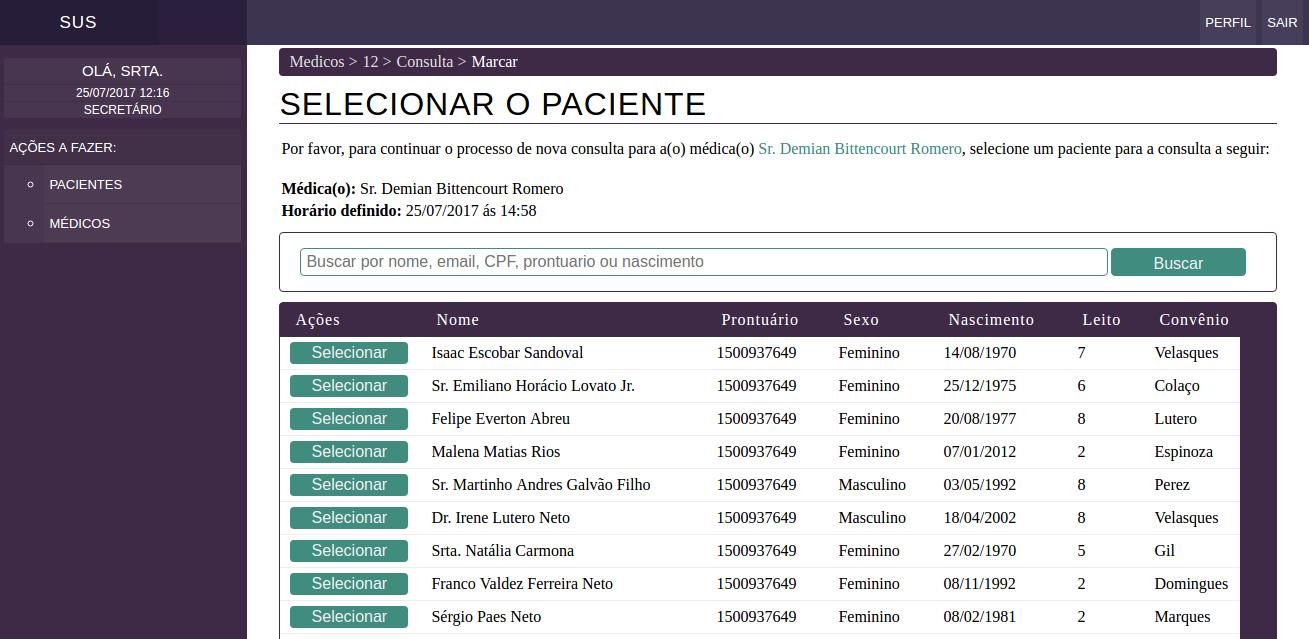 SUS
PERFIL SAIR
OLÁ, SRTA.
25/07/2017 12:16
SECRETÁRIO
AÇÕES A FAZER:
PACIENTES
MÉDICOS
Medicos > 12 > Consulta > Marcar
SELECIONAR O PACIENTE
Por favor, para continuar o processo de nova consulta para a(o) médica(o) Sr. Demian Bittencourt Romero, selecione um paciente para a consulta a seguir:
Médica(o): Sr. Demian Bittencourt Romero
Horário definido: 25/07/2017 ás 14:58
Buscar por nome, email, CPF, prontuario ou nascimento Buscar
Ações Nome Prontuário Sexo Nascimento Leito Convênio
Selecionar Isaac Escobar Sandoval 1500937649 Feminino 14/08/1970 7 Velasques
Selecionar Sr. Emiliano Horácio Lovato Jr. 1500937649 Feminino 25/12/1975 6 Colaço
Selecionar Felipe Everton Abreu 1500937649 Feminino 20/08/1977 8 Lutero
Selecionar Malena Matias Rios 1500937649 Feminino 07/01/2012 2 Espinoza
Selecionar Sr. Martinho Andres Galvão Filho 1500937649 Masculino 03/05/1992 8 Perez
Selecionar Dr. Irene Lutero Neto 1500937649 Masculino 18/04/2002 8 Velasques
Selecionar Srta. Natália Carmona 1500937649 Feminino 27/02/1970 5 Gil
Selecionar Franco Valdez Ferreira Neto 1500937649 Feminino 08/11/1992 2 Domingues
Selecionar Sérgio Paes Neto 1500937649 Feminino 08/02/1981 2 Marques